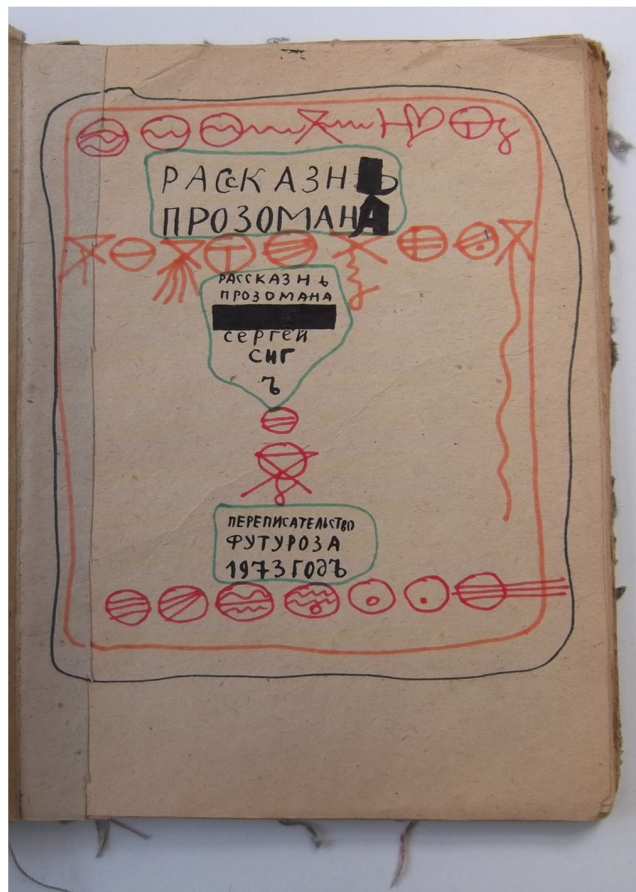 РАССКАЗНЬ
ПРОЗОМАНА
РАССКАЗНЬ
ПРОЗОМАНА
СЕРГЕЙ
СИГ
Ъ
ПЕРЕПИСАТЕЛЬСТВО
ФУТУРОЗА
1973 ГОДЪ